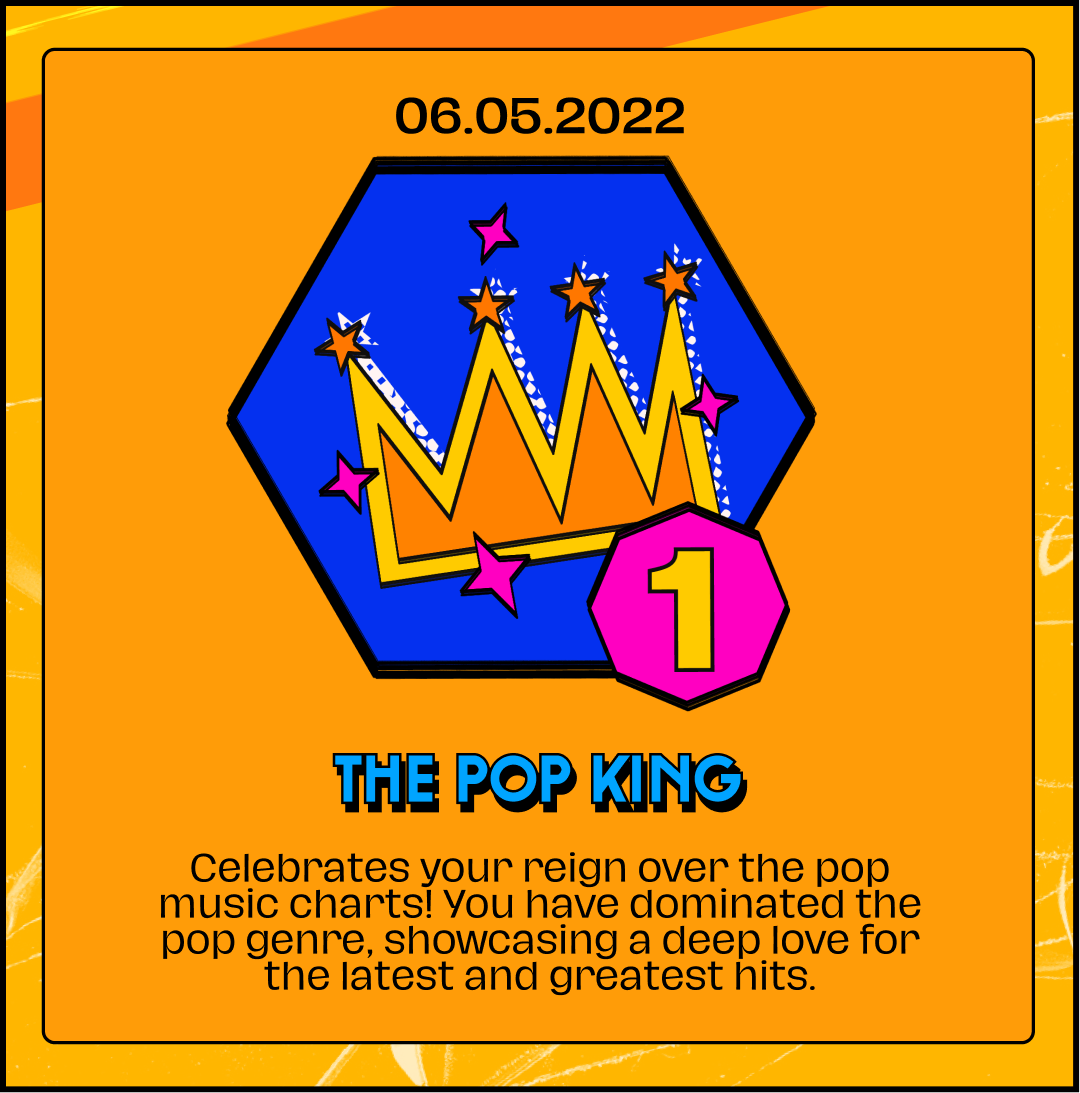 06.05.2022
1
THE POP KING
Celebrates your reign over the pop
music charts! You have dominated the
pop genre, showcasing a deep love for
the latest and greatest hits.